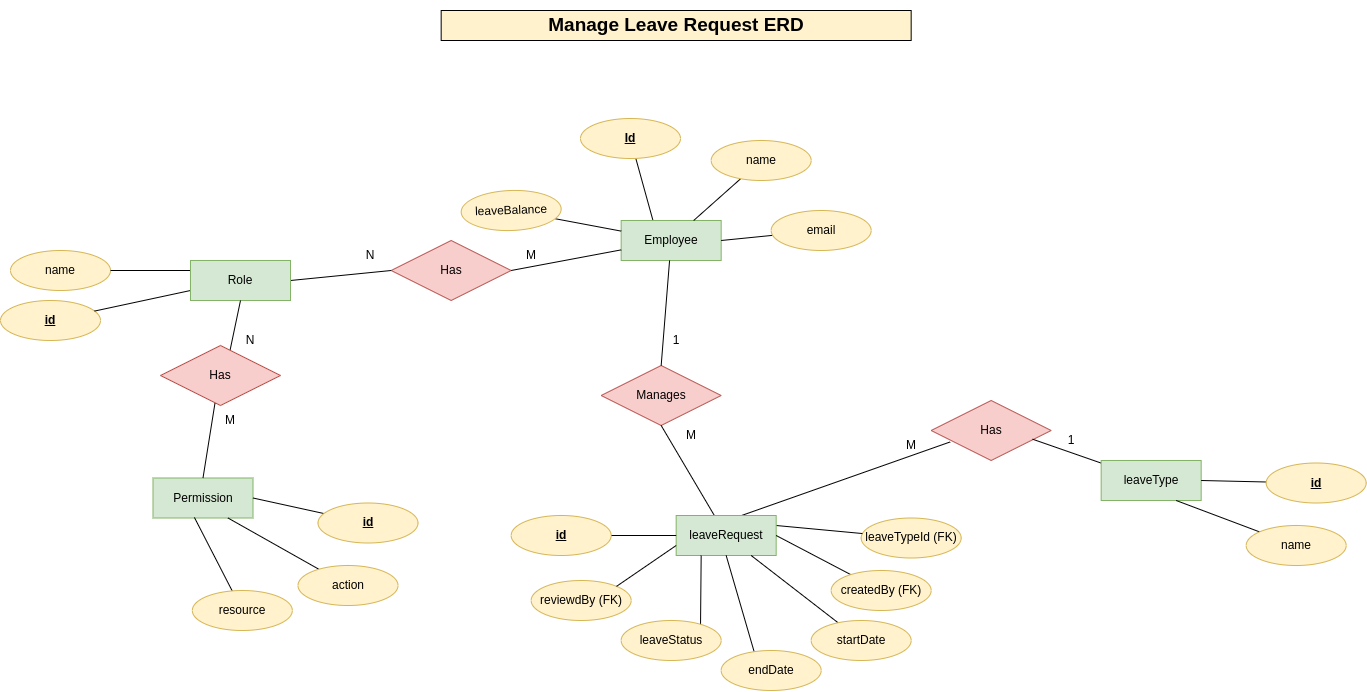 Manage Leave Request ERD
Id
name
leaveBalance
email
Employee
N
Has
M
name
Role
id
N
1
Has
Manages
M
M
Has
M
1
leaveType
id
Permission
id
id
leaveRequest
leaveTypeId (FK)
name
action
resource
reviewdBy (FK)
createdBy (FK)
leaveStatus
startDate
endDate